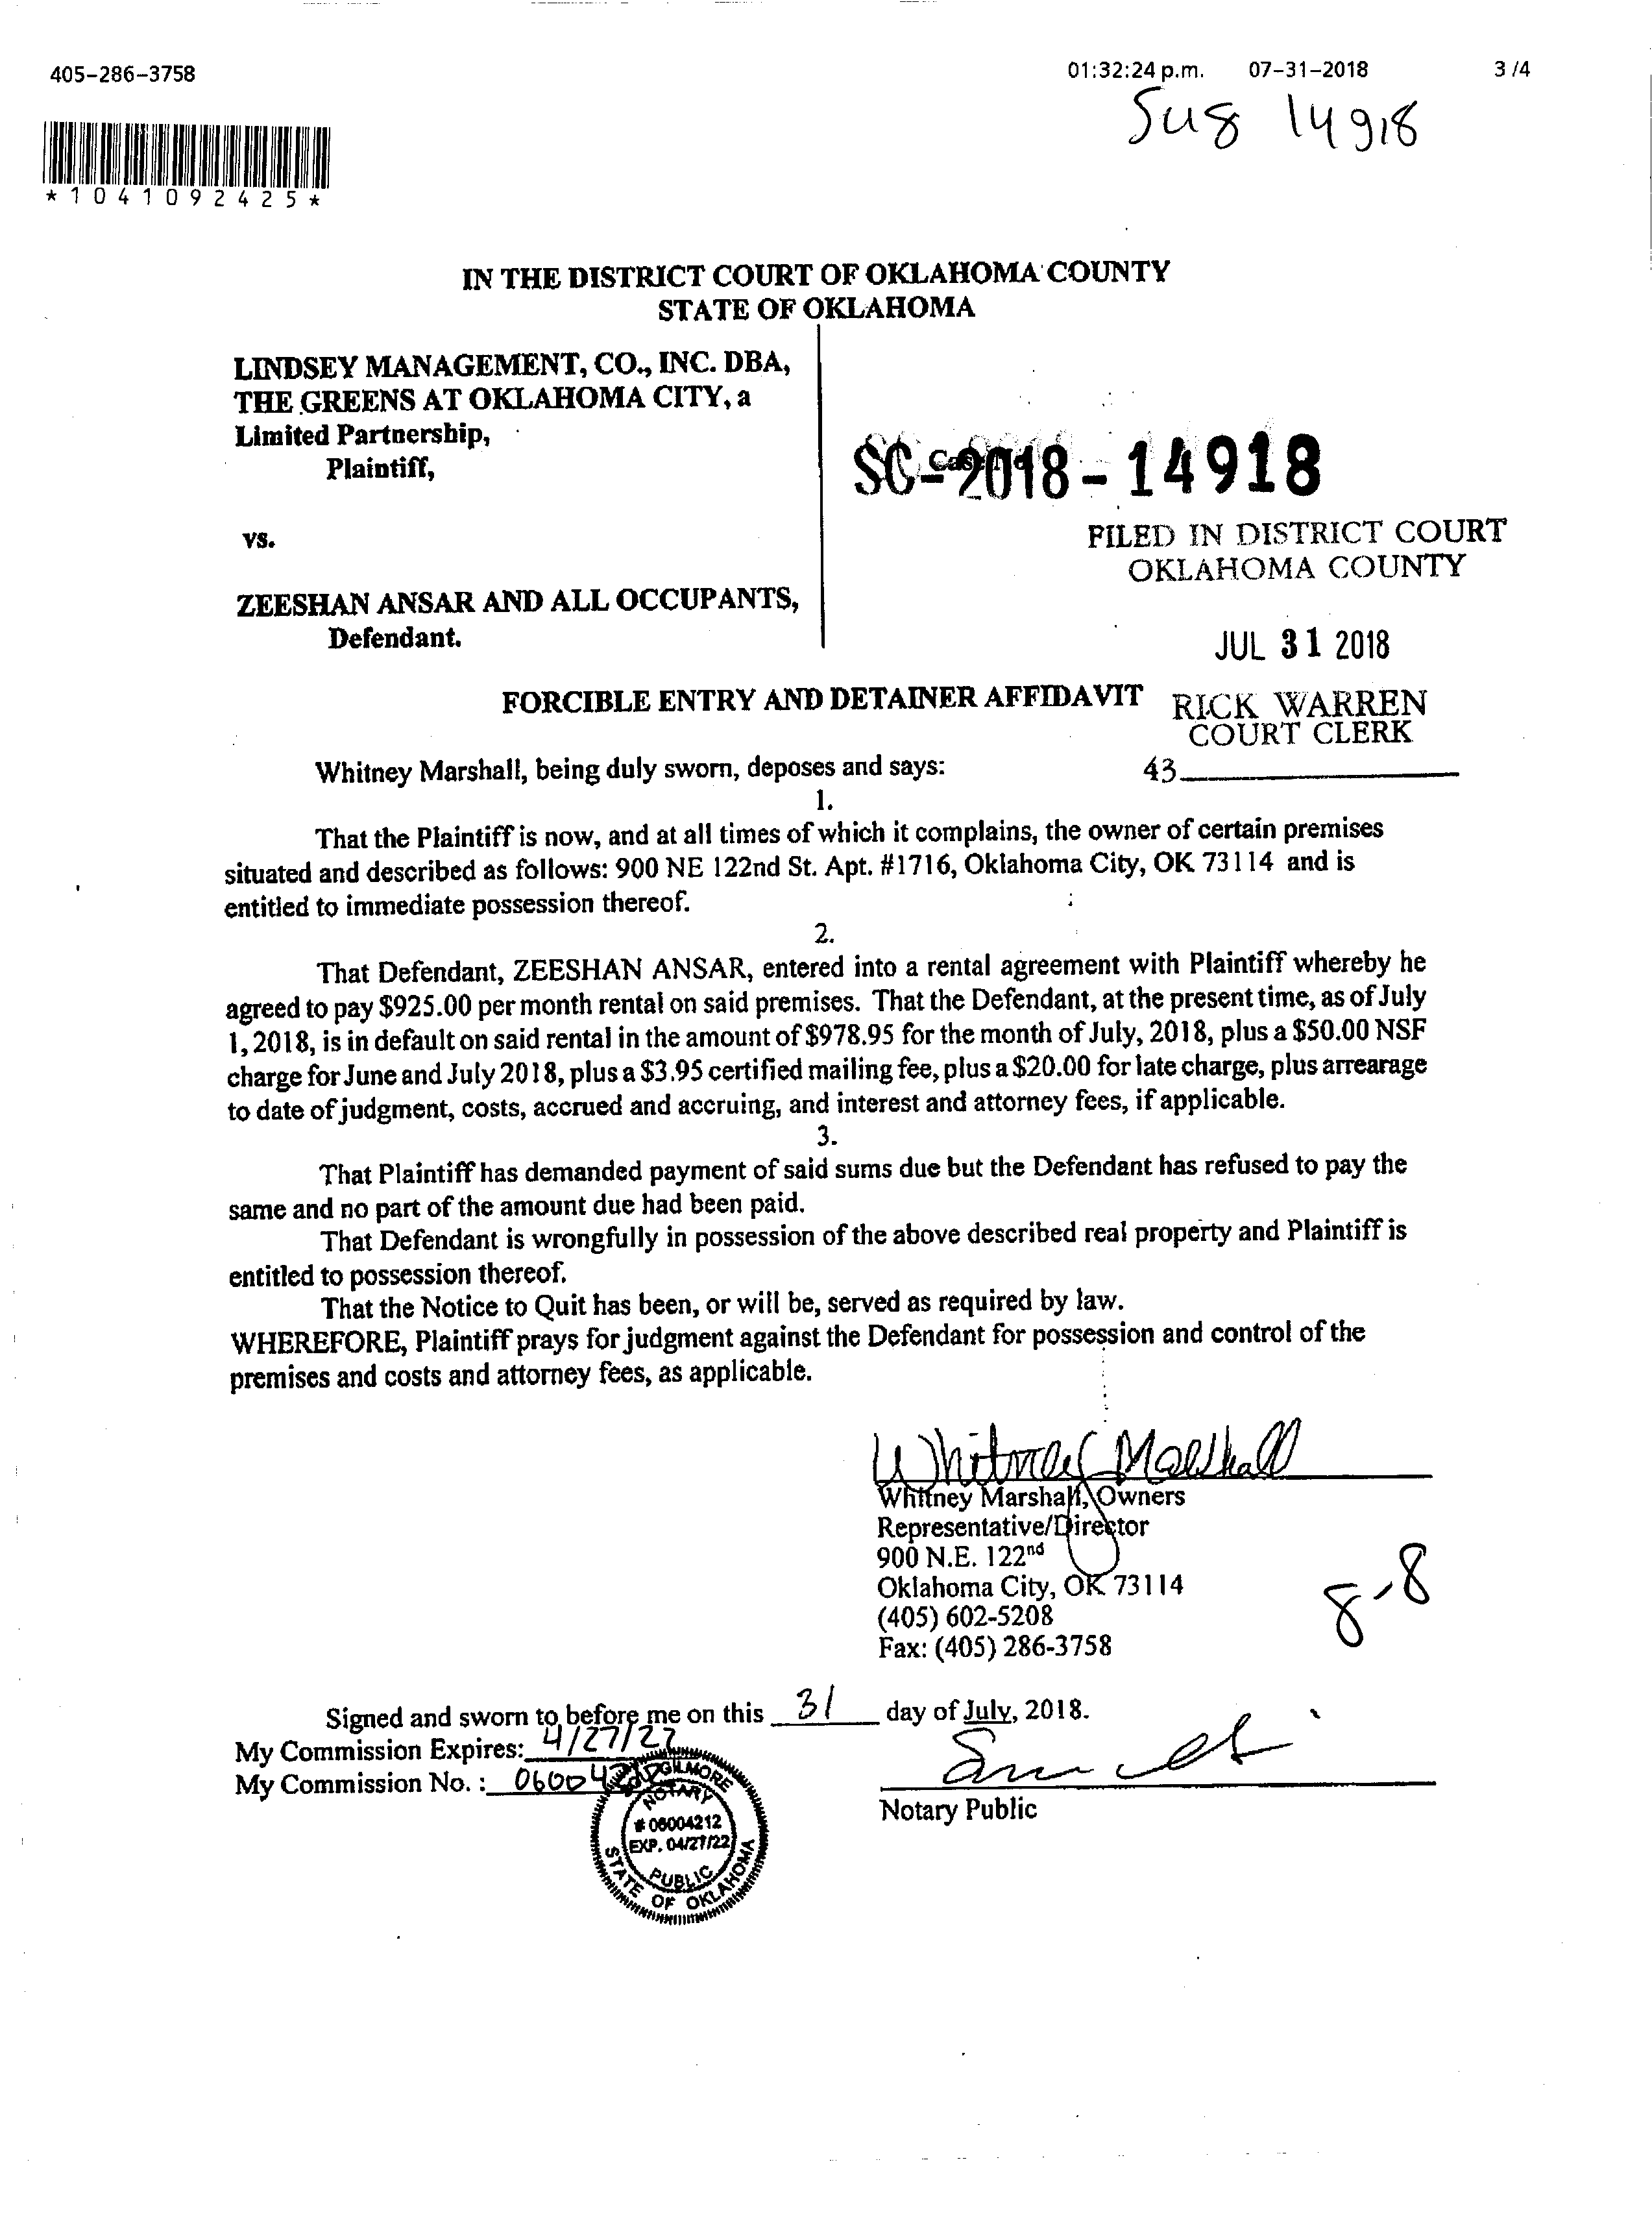 405-286-3758 01:32:24 p.m. 07-31-2018 3 /4
14918
*1041092425*
IN THE DISTRICT COURT OF OKLAHOMA COUNTY
STATE OF OKLAHOMA
LINDSEY MANAGEMENT, CO., INC. DBA,
THE GREENS AT OKLAHOMA CITY, a
Limited Partnership,
Plaintiff,
SC-2018-14918
vs.
FILED IN DISTRICT COURT
OKLAHOMA COUNTY
ZEESHAN ANSAR AND ALL OCCUPANTS,
Defendant.
JUL 31 2018
FORCIBLE ENTRY AND DETAINER AFFIDAVIT
RICK WARREN
COURT CLERK
Whitney Marshall, being duly sworn, deposes and says:
43
1.
That the Plaintiff is now, and at all times of which it complains, the owner of certain premises
situated and described as follows: 900 NE 122nd St. Apt. #1716, Oklahoma City, OK 73114 and is
entitled to immediate possession thereof.
2.
That Defendant, ZEESHAN ANSAR, entered into a rental agreement with Plaintiff whereby he
agreed to pay $925.00 per month rental on said premises. That the Defendant, at the present time, as of July
1, 2018, is in default on said rental in the amount of $978.95 for the month of July, 2018, plus a $50.00 NSF
charge for June and July 2018, plus a $3.95 certified mailing fee, plus a $20.00 for late charge, plus arrearage
to date of judgment, costs, accrued and accruing, and interest and attorney fees, if applicable.
3.
That Plaintiff has demanded payment of said sums due but the Defendant has refused to pay the
same and no part of the amount due had been paid.
That Defendant is wrongfully in possession of the above described real property and Plaintiff is
entitled to possession thereof.
That the Notice to Quit has been, or will be, served as required by law.
WHEREFORE, Plaintiff prays for judgment against the Defendant for possession and control of the
premises and costs and attorney fees, as applicable.
Whitney Marshall
Whitney Marshall, Owners
Representative/Director
900 N.E. 122nd
Oklahoma City, OK 73114
(405) 602-5208
Fax: (405) 286-3758
8-8
Signed and sworn to before me on this 31 day of July, 2018.
My Commission Expires: 4/27/22
My Commission No. : 060042
GILMORE
NOTARY
# 06004212
EXP. 04/27/22
PUBLIC
STATE OF OKLAHOMA
Notary Public